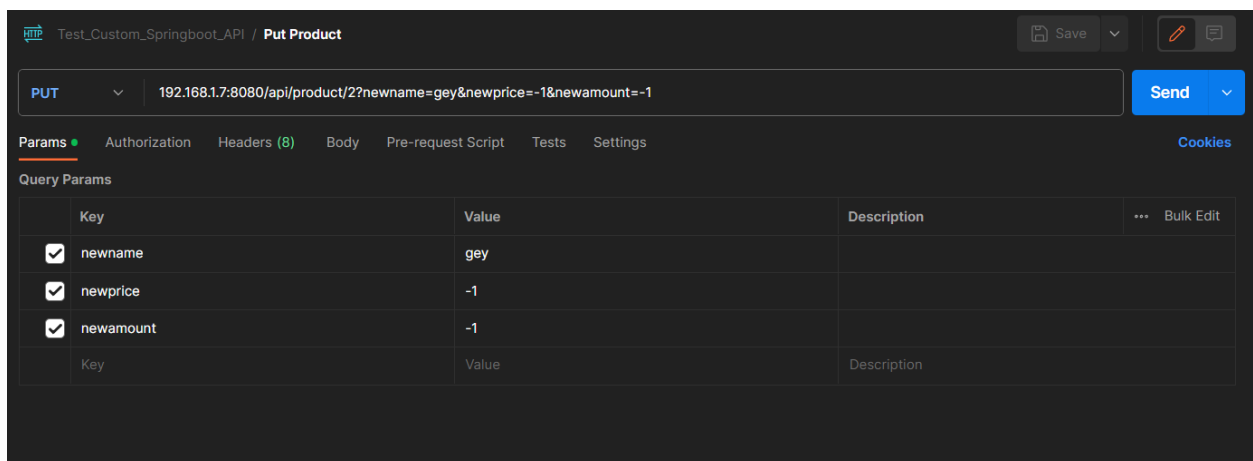 HTTP Test_Custom_Springboot_API / Put Product Save
PUT 192.168.1.7:8080/api/product/2?newname=gey&newprice=-1&newamount=-1 Send
Params Authorization Headers (8) Body Pre-request Script Tests Settings Cookies
Query Params
Key Value Description ••• Bulk Edit
newname gey
newprice -1
newamount -1
Key Value Description